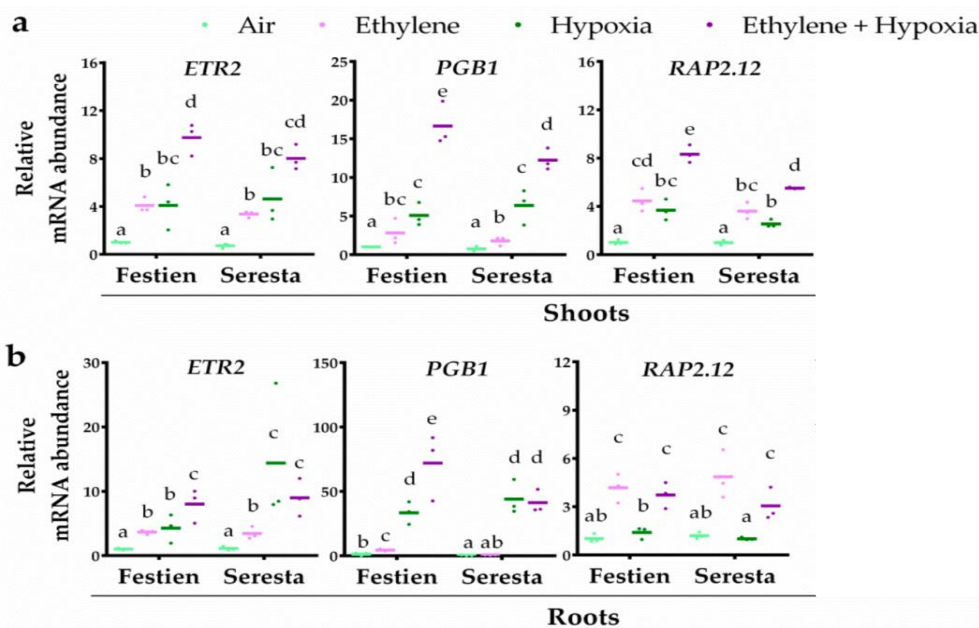 a
Air Ethylene Hypoxia Ethylene + Hypoxia
Relative
mRNA abundance
ETR2
16
12
8
4
0
a b bc d a b bc cd
Festien Seresta
PGB1
25
20
15
10
5
0
a bc c e a b c d
Festien Seresta
RAP2.12
16
12
8
4
0
a cd bc e a bc b d
Festien Seresta
Shoots
b
Relative
mRNA abundance
ETR2
30
20
10
0
a b b c a b c c
Festien Seresta
PGB1
150
100
50
0
b c d e a ab d d
Festien Seresta
RAP2.12
12
9
6
3
0
ab c b c ab c a c
Festien Seresta
Roots